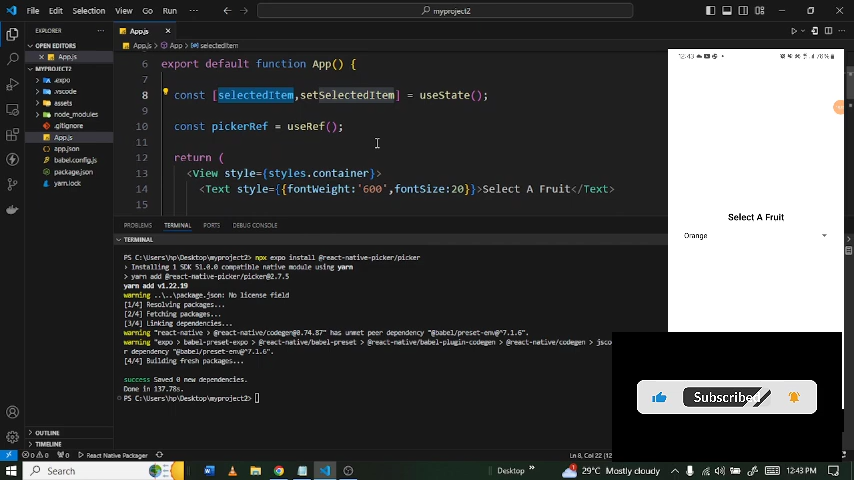 File Edit Selection View Go Run ··· myproject2
EXPLORER ···
OPEN EDITORS
App.js
MYPROJECT2
.expo
.vscode
assets
node_modules
.gitignore
App.js
app.json
babel.config.js
package.json
yarn.lock
OUTLINE
TIMELINE
App.js
App.js > App > selectedItem
6 export default function App() {
7
8 const [selectedItem,setSelectedItem] = useState();
9
10 const pickerRef = useRef();
11
12 return (
13 <View style={styles.container}>
14 <Text style={{fontWeight:'600',fontSize:20}}>Select A Fruit</Text>
15
PROBLEMS TERMINAL PORTS DEBUG CONSOLE
TERMINAL
PS C:\Users\hp\Desktop\myproject2> npx expo install @react-native-picker/picker
› Installing 1 SDK 51.0.0 compatible native module using yarn
> yarn add @react-native-picker/picker@2.7.5
yarn add v1.22.19
warning ..\..\package.json: No license field
[1/4] Resolving packages...
[2/4] Fetching packages...
[3/4] Linking dependencies...
warning "react-native > @react-native/codegen@0.74.87" has unmet peer dependency "@babel/preset-env@^7.1.6".
warning "expo > babel-preset-expo > @react-native/babel-preset > @react-native/babel-plugin-codegen > @react-native/codegen > jsco
r dependency "@babel/preset-env@^7.1.6".
[4/4] Building fresh packages...
success Saved 0 new dependencies.
Done in 137.78s.
PS C:\Users\hp\Desktop\myproject2>
12:43 78%
Select A Fruit
Orange
Subscribed
0 0 0 React Native Packager Ln 8, Col 22 (12
Search Desktop 29°C Mostly cloudy 12:43 PM